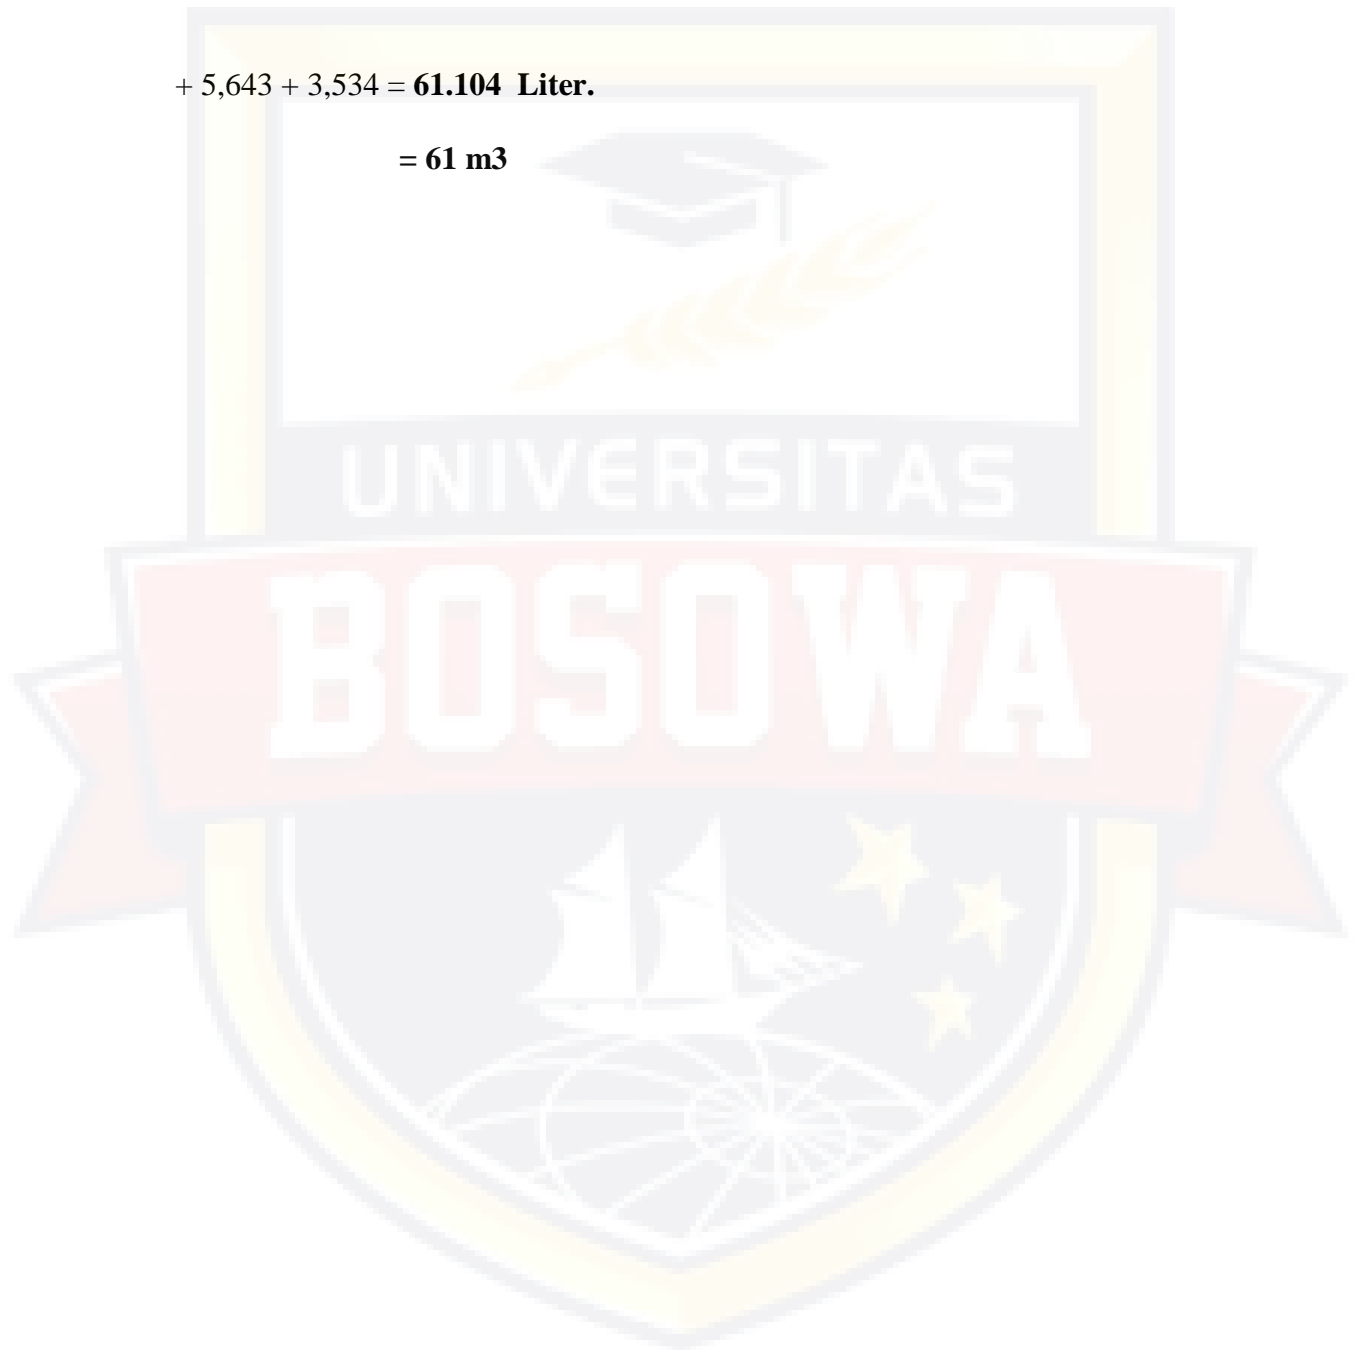 + 5,643 + 3,534 = 61.104 Liter.
= 61 m3
UNIVERSITAS
BOSOWA